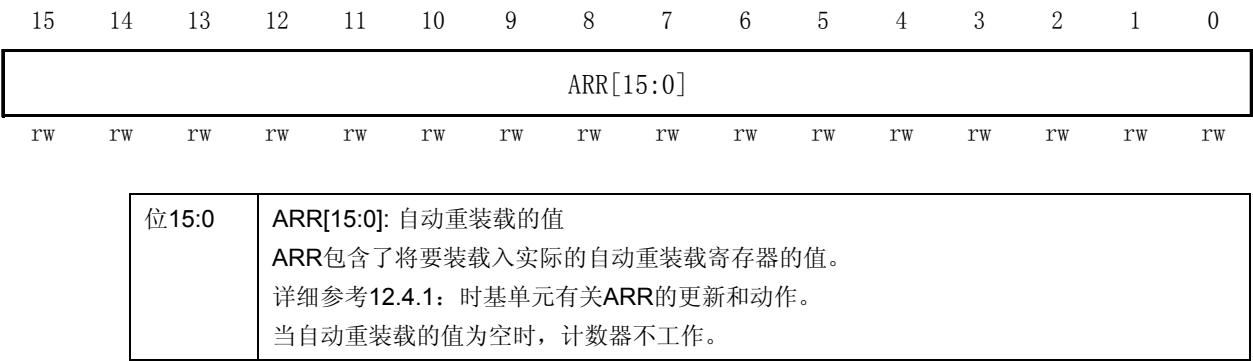 15 14 13 12 11 10 9 8 7 6 5 4 3 2 1 0
ARR[15:0]
rw rw rw rw rw rw rw rw rw rw rw rw rw rw rw rw
位15:0 ARR[15:0]: 自动重装载的值
ARR包含了将要装载入实际的自动重装载寄存器的值。
详细参考12.4.1：时基单元有关ARR的更新和动作。
当自动重装载的值为空时，计数器不工作。